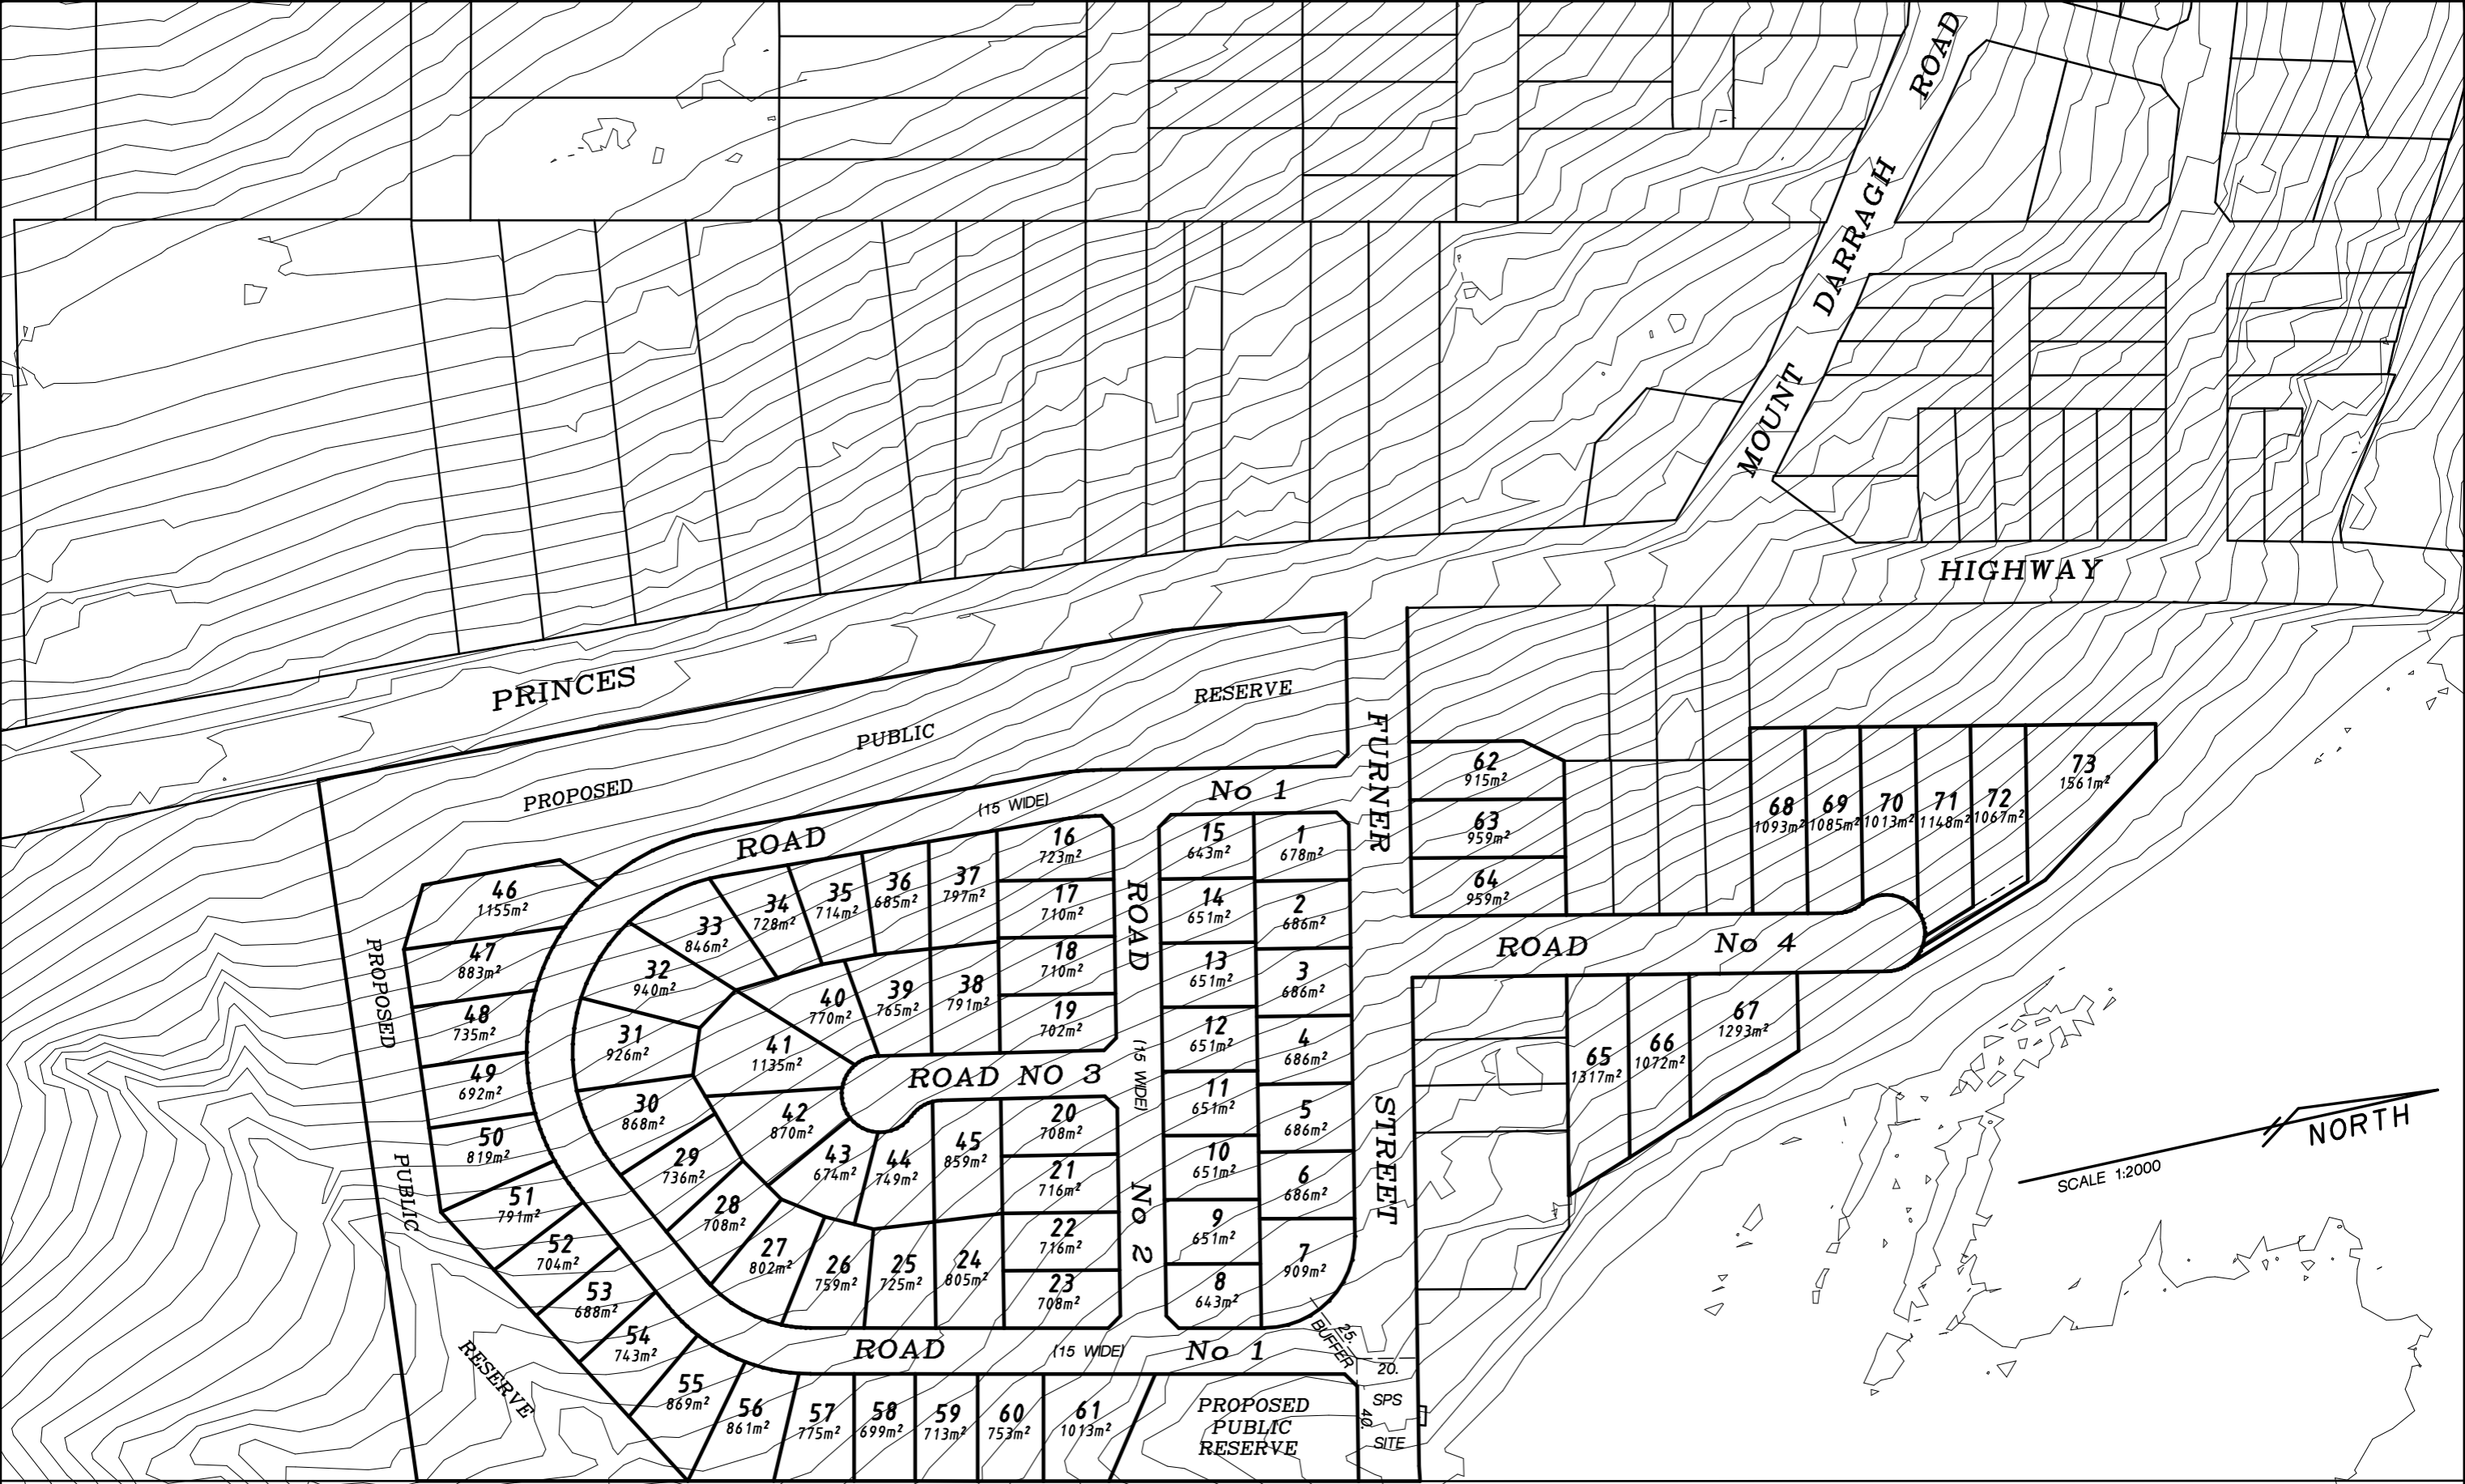 ROAD
DARRAGH
MOUNT
HIGHWAY
PRINCES
RESERVE
PUBLIC
PROPOSED
FURNER
STREET
ROAD
(15 WIDE)
No 1
62
915m²
63
959m²
64
959m²
68
1093m²
69
1085m²
70
1013m²
71
1148m²
72
1067m²
73
1561m²
ROAD
No 4
65
1317m²
66
1072m²
67
1293m²
15
643m²
1
678m²
14
651m²
2
686m²
13
651m²
3
686m²
12
651m²
4
686m²
11
651m²
5
686m²
10
651m²
6
686m²
9
651m²
7
909m²
8
643m²
ROAD
(15 WIDE)
No 2
16
723m²
17
710m²
18
710m²
19
702m²
37
797m²
36
685m²
35
714m²
34
728m²
33
846m²
32
940m²
31
926m²
30
868m²
29
736m²
28
708m²
27
802m²
26
759m²
25
725m²
24
805m²
38
791m²
39
765m²
40
770m²
41
1135m²
ROAD NO 3
42
870m²
43
674m²
44
749m²
45
859m²
20
708m²
21
716m²
22
716m²
23
708m²
46
1155m²
47
883m²
48
735m²
49
692m²
50
819m²
51
791m²
52
704m²
53
688m²
54
743m²
55
869m²
56
861m²
57
775m²
58
699m²
59
713m²
60
753m²
61
1013m²
PROPOSED
PUBLIC
RESERVE
ROAD
(15 WIDE)
No 1
25.
BUFFER
20.
SPS
40.
SITE
PROPOSED
PUBLIC
RESERVE
NORTH
SCALE 1:2000